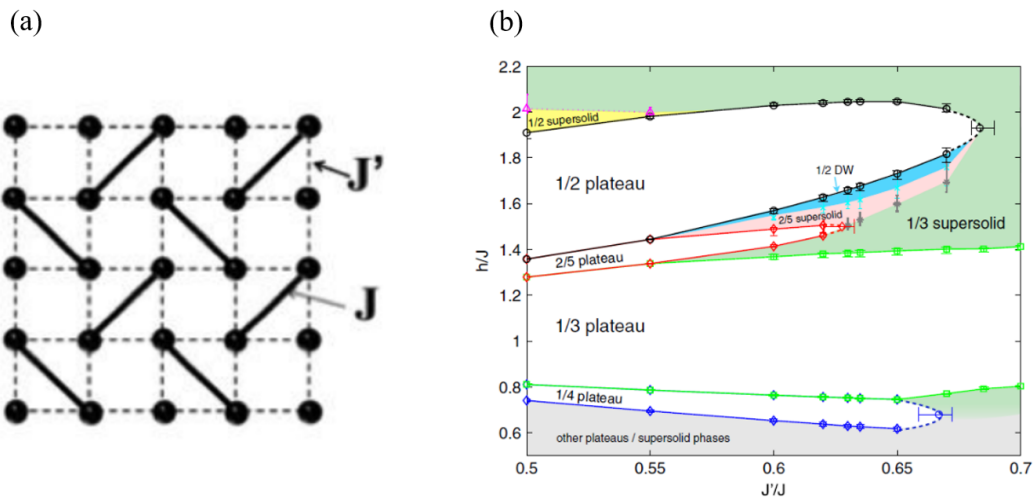 (a)
(b)
J'
J
2.2
2
1.8
1.6
1.4
1.2
1
0.8
0.6
h/J
1/2 supersolid
1/2 plateau
1/2 DW
2/5 supersolid
1/3 supersolid
2/5 plateau
1/3 plateau
1/4 plateau
other plateaus / supersolid phases
0.5
0.55
0.6
0.65
0.7
J'/J